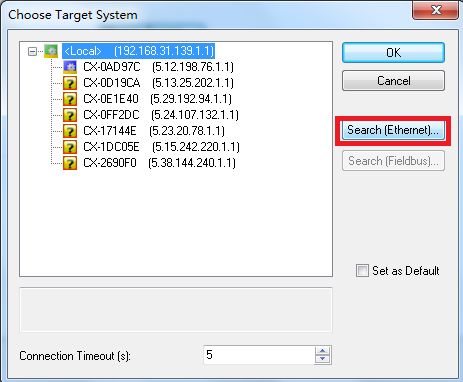 Choose Target System
<Local> (192.168.31.139.1.1)
CX-0AD97C (5.12.198.76.1.1)
CX-0D19CA (5.13.25.202.1.1)
CX-0E1E40 (5.29.192.94.1.1)
CX-0FF2DC (5.24.107.132.1.1)
CX-17144E (5.23.20.78.1.1)
CX-1DC05E (5.15.242.220.1.1)
CX-2690F0 (5.38.144.240.1.1)
OK
Cancel
Search (Ethernet)...
Search (Fieldbus)...
Set as Default
Connection Timeout (s):
5